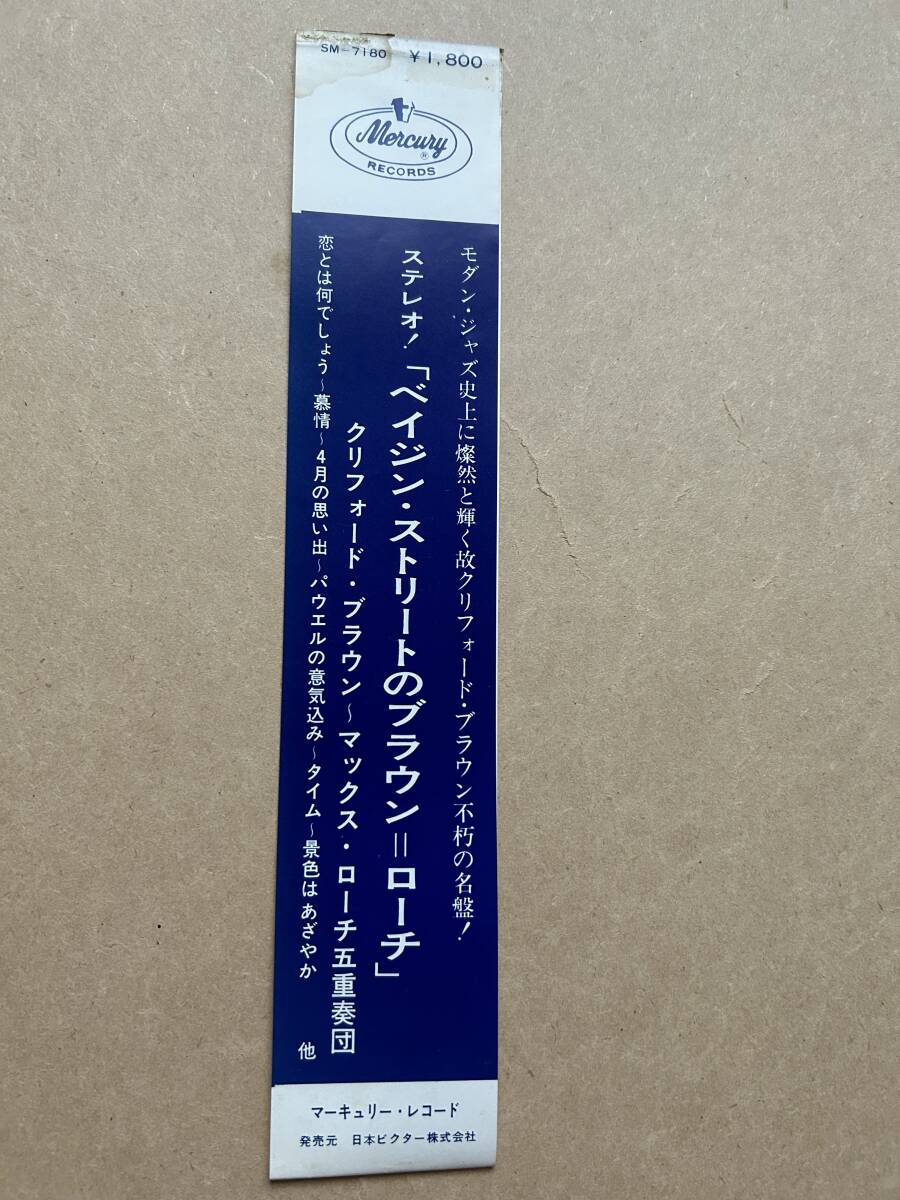 SM-7180 ¥1,800
Mercury
®
RECORDS
モダン・ジャズ史上に燦然と輝く故クリフォード・ブラウン不朽の名盤!
ステレオ!「ベイジン・ストリートのブラウン=ローチ」
クリフォード・ブラウン~マックス・ローチ五重奏団
恋とは何でしょう~慕情~4月の思い出~パウエルの意気込み~タイム~景色はあざやか 他
マーキュリー・レコード
発売元 日本ビクター株式会社